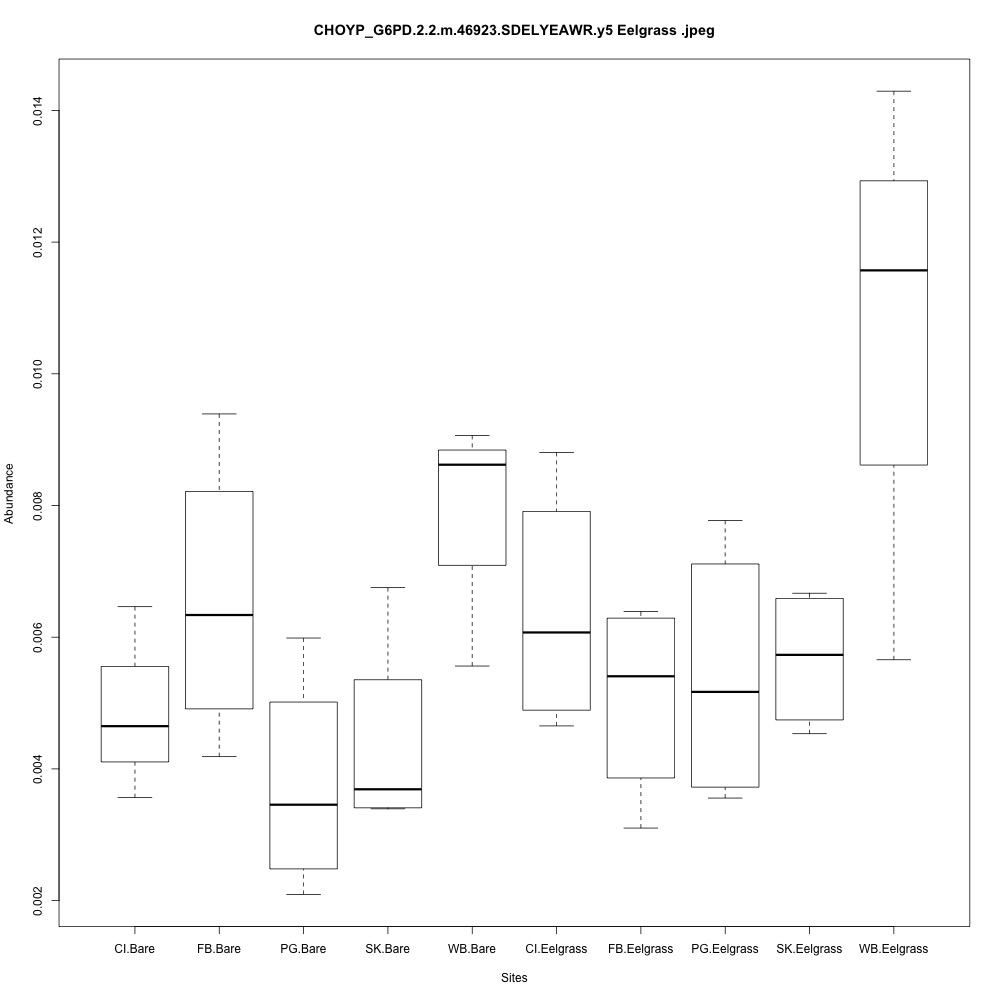 CHOYP_G6PD.2.2.m.46923.SDELYEAWR.y5 Eelgrass .jpeg
0.014
0.012
0.010
0.008
0.006
0.004
0.002
Abundance
CI.Bare FB.Bare PG.Bare SK.Bare WB.Bare CI.Eelgrass FB.Eelgrass PG.Eelgrass SK.Eelgrass WB.Eelgrass
Sites